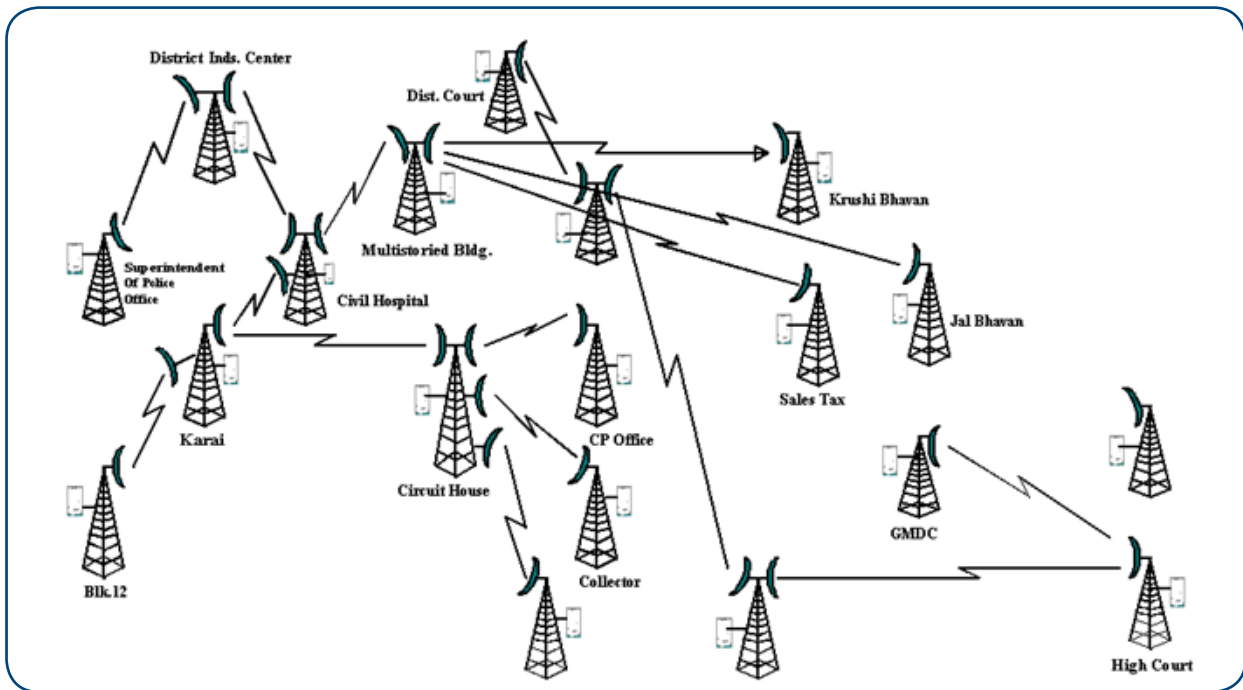 District Inds. Center
Dist. Court
Krushi Bhavan
Multistoried Bldg.
Superintendent
Of Police
Office
Civil Hospital
Jal Bhavan
Sales Tax
Karai
CP Office
Circuit House
GMDC
Collector
Blk.12
High Court